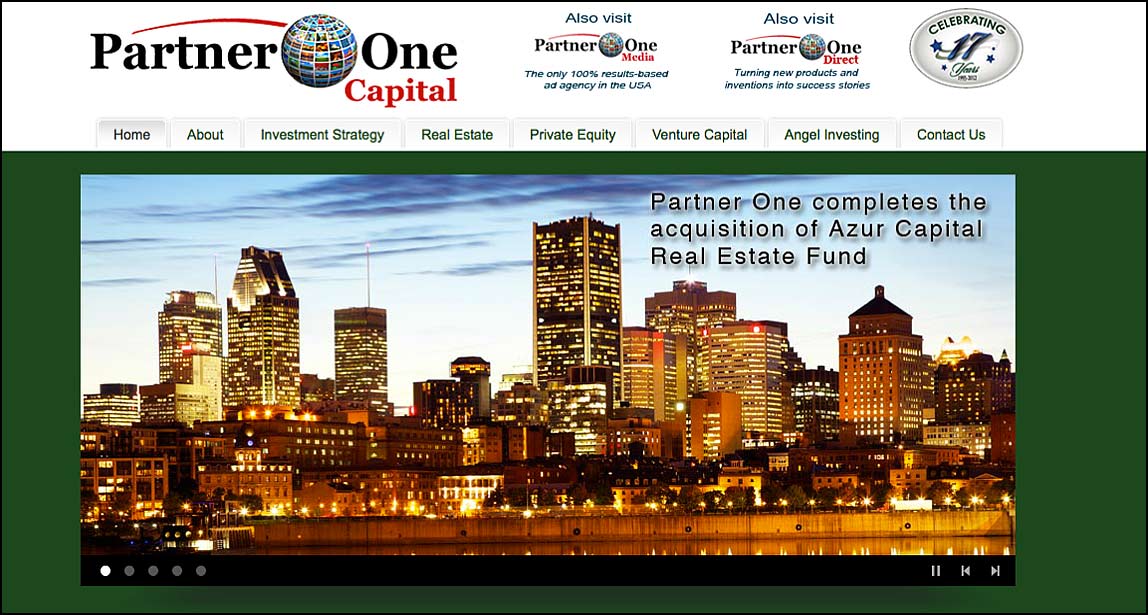 Partner One
Capital
Also visit
Partner One
Media
The only 100% results-based
ad agency in the USA
Also visit
Partner One
Direct
Turning new products and
inventions into success stories
CELEBRATING
17
Years
1995-2012
Home
About
Investment Strategy
Real Estate
Private Equity
Venture Capital
Angel Investing
Contact Us
Partner One completes the
acquisition of Azur Capital
Real Estate Fund